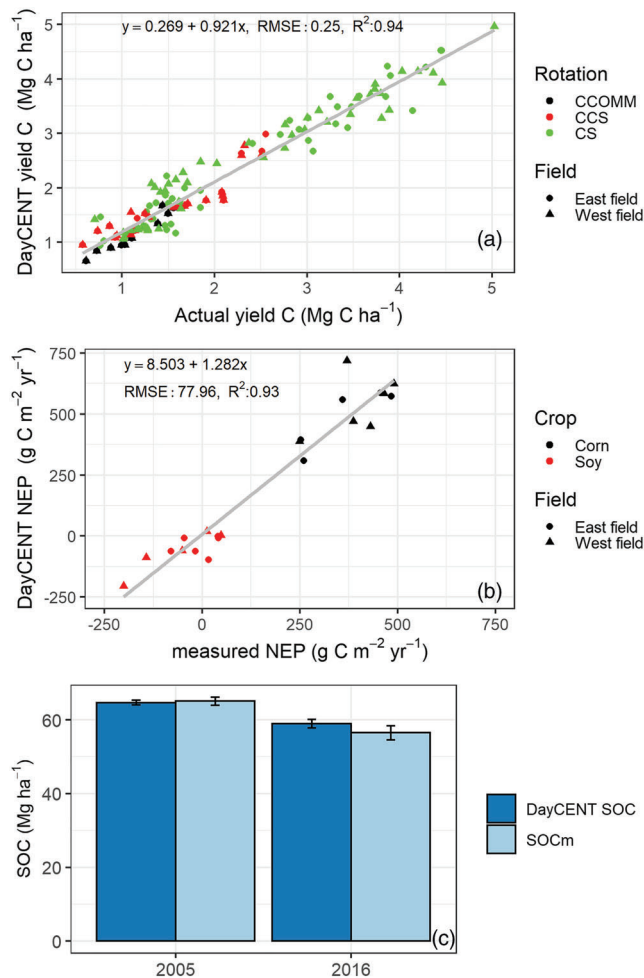 y = 0.269 + 0.921x, RMSE: 0.25, R²:0.94
5
4
3
2
1
DayCENT yield C (Mg C ha⁻¹)
(a)
1
2
3
4
5
Actual yield C (Mg C ha⁻¹)
Rotation
CCOMM
CCS
CS
Field
East field
West field
y = 8.503 + 1.282x
RMSE: 77.96, R²:0.93
750
500
250
0
-250
DayCENT NEP (g C m⁻² yr⁻¹)
(b)
-250
0
250
500
750
measured NEP (g C m⁻² yr⁻¹)
Crop
Corn
Soy
Field
East field
West field
60
40
20
0
SOC (Mg ha⁻¹)
(c)
2005
2016
DayCENT SOC
SOCm